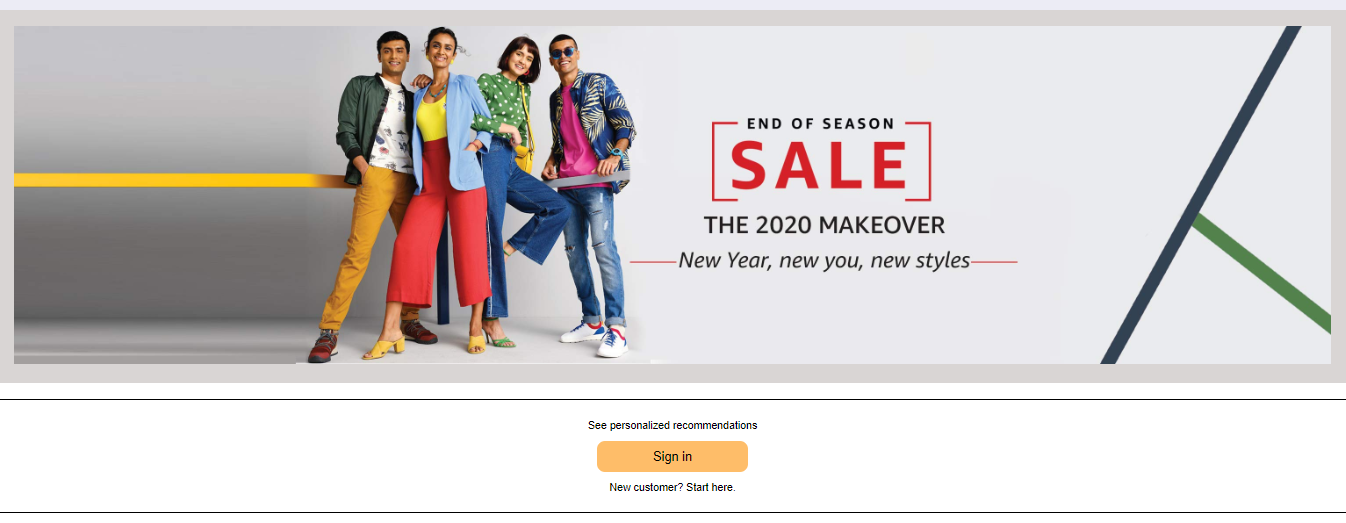 END OF SEASON
SALE
THE 2020 MAKEOVER
New Year, new you, new styles
See personalized recommendations
Sign in
New customer? Start here.